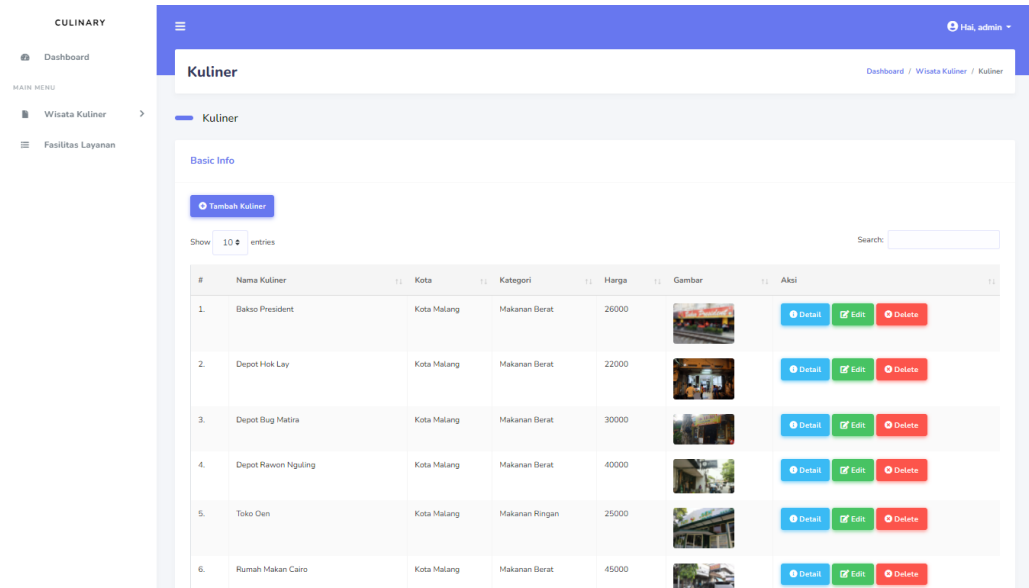 CULINARY
Hai, admin
Dashboard
Kuliner
Dashboard / Wisata Kuliner / Kuliner
MAIN MENU
Wisata Kuliner
Kuliner
Fasilitas Layanan
Basic Info
Tambah Kuliner
Show 10 entries
Search:
# Nama Kuliner Kota Kategori Harga Gambar Aksi
1. Bakso President Kota Malang Makanan Berat 26000 Detail Edit Delete
2. Depot Hok Lay Kota Malang Makanan Berat 22000 Detail Edit Delete
3. Depot Bug Matira Kota Malang Makanan Berat 30000 Detail Edit Delete
4. Depot Rawon Nguling Kota Malang Makanan Berat 40000 Detail Edit Delete
5. Toko Oen Kota Malang Makanan Ringan 25000 Detail Edit Delete
6. Rumah Makan Cairo Kota Malang Makanan Berat 45000 Detail Edit Delete